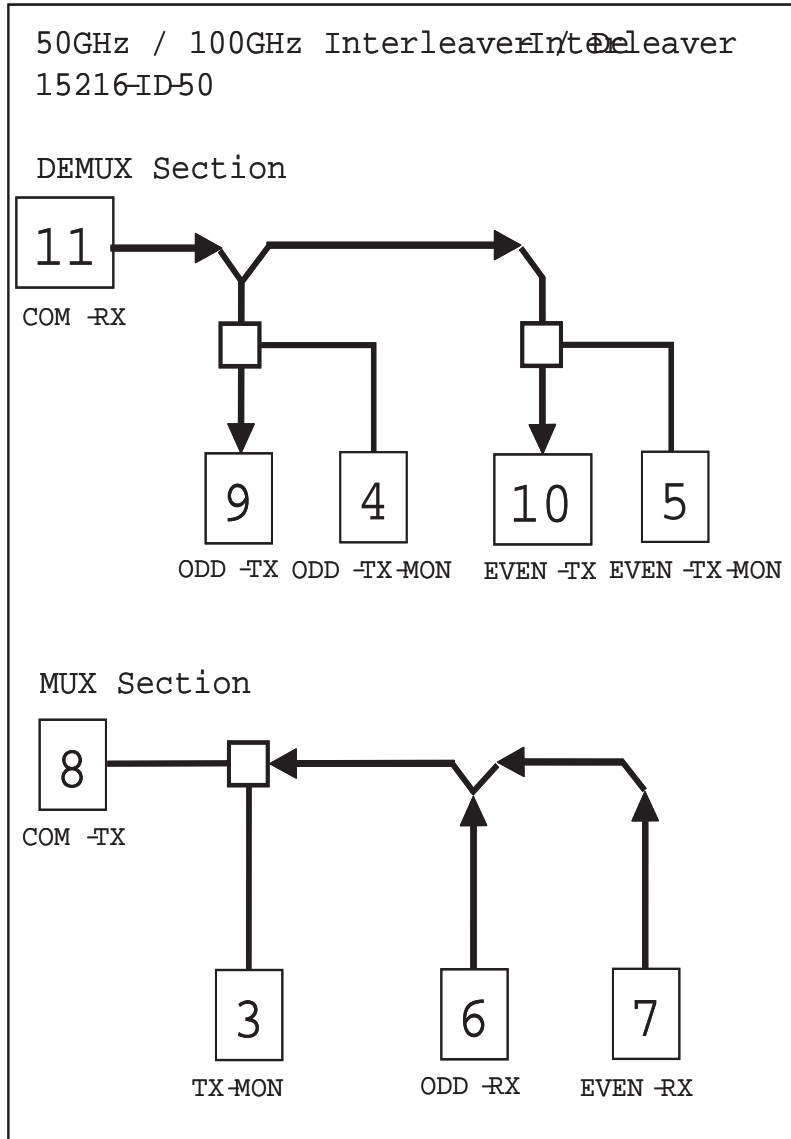 50GHz / 100GHz Interleaver / De-Interleaver
15216-ID-50
DEMUX Section
11
COM-RX
9
4
10
5
ODD-TX ODD-TX-MON EVEN-TX EVEN-TX-MON
MUX Section
8
COM-TX
3
6
7
TX-MON ODD-RX EVEN-RX